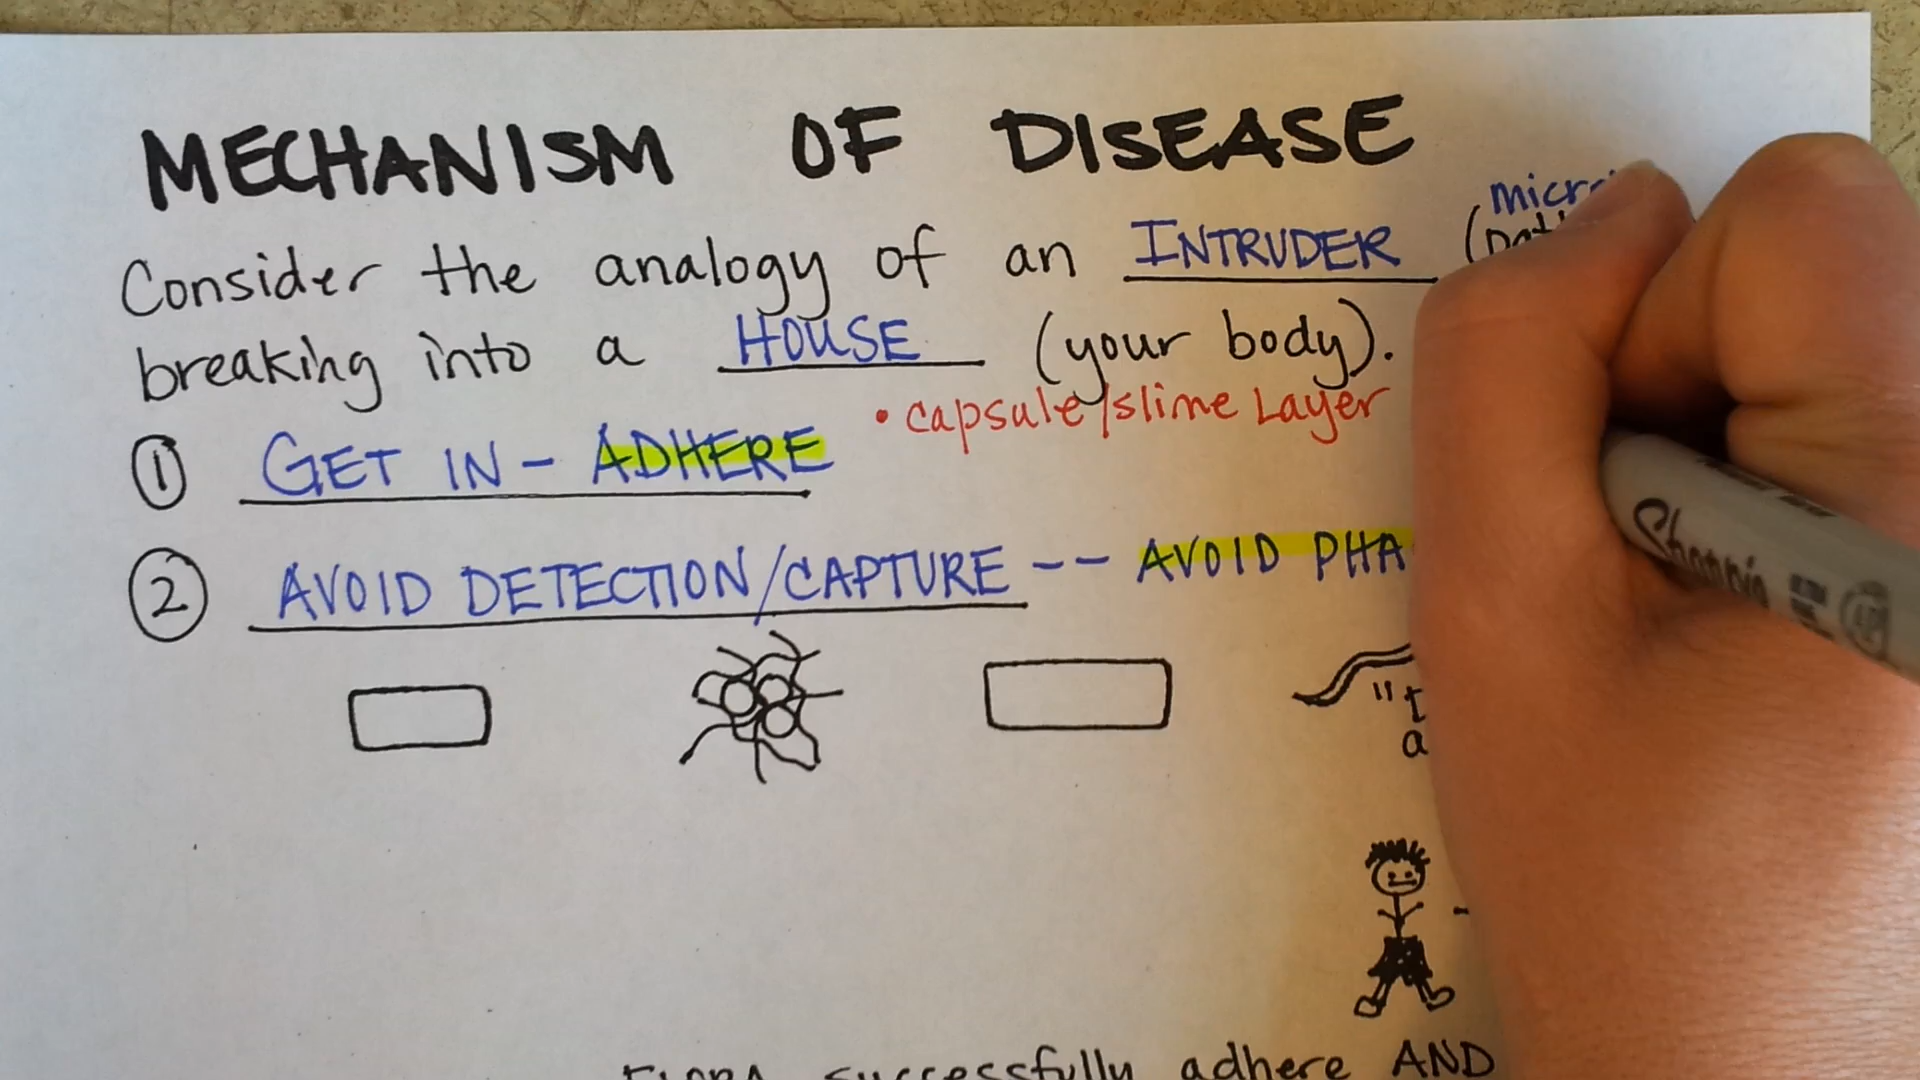 MECHANISM OF DISEASE
Consider the analogy of an INTRUDER
breaking into a HOUSE (your body).
• capsule/slime Layer
① GET IN - ADHERE
② AVOID DETECTION/CAPTURE -- AVOID
a
successfully adhere AND
Sharpie